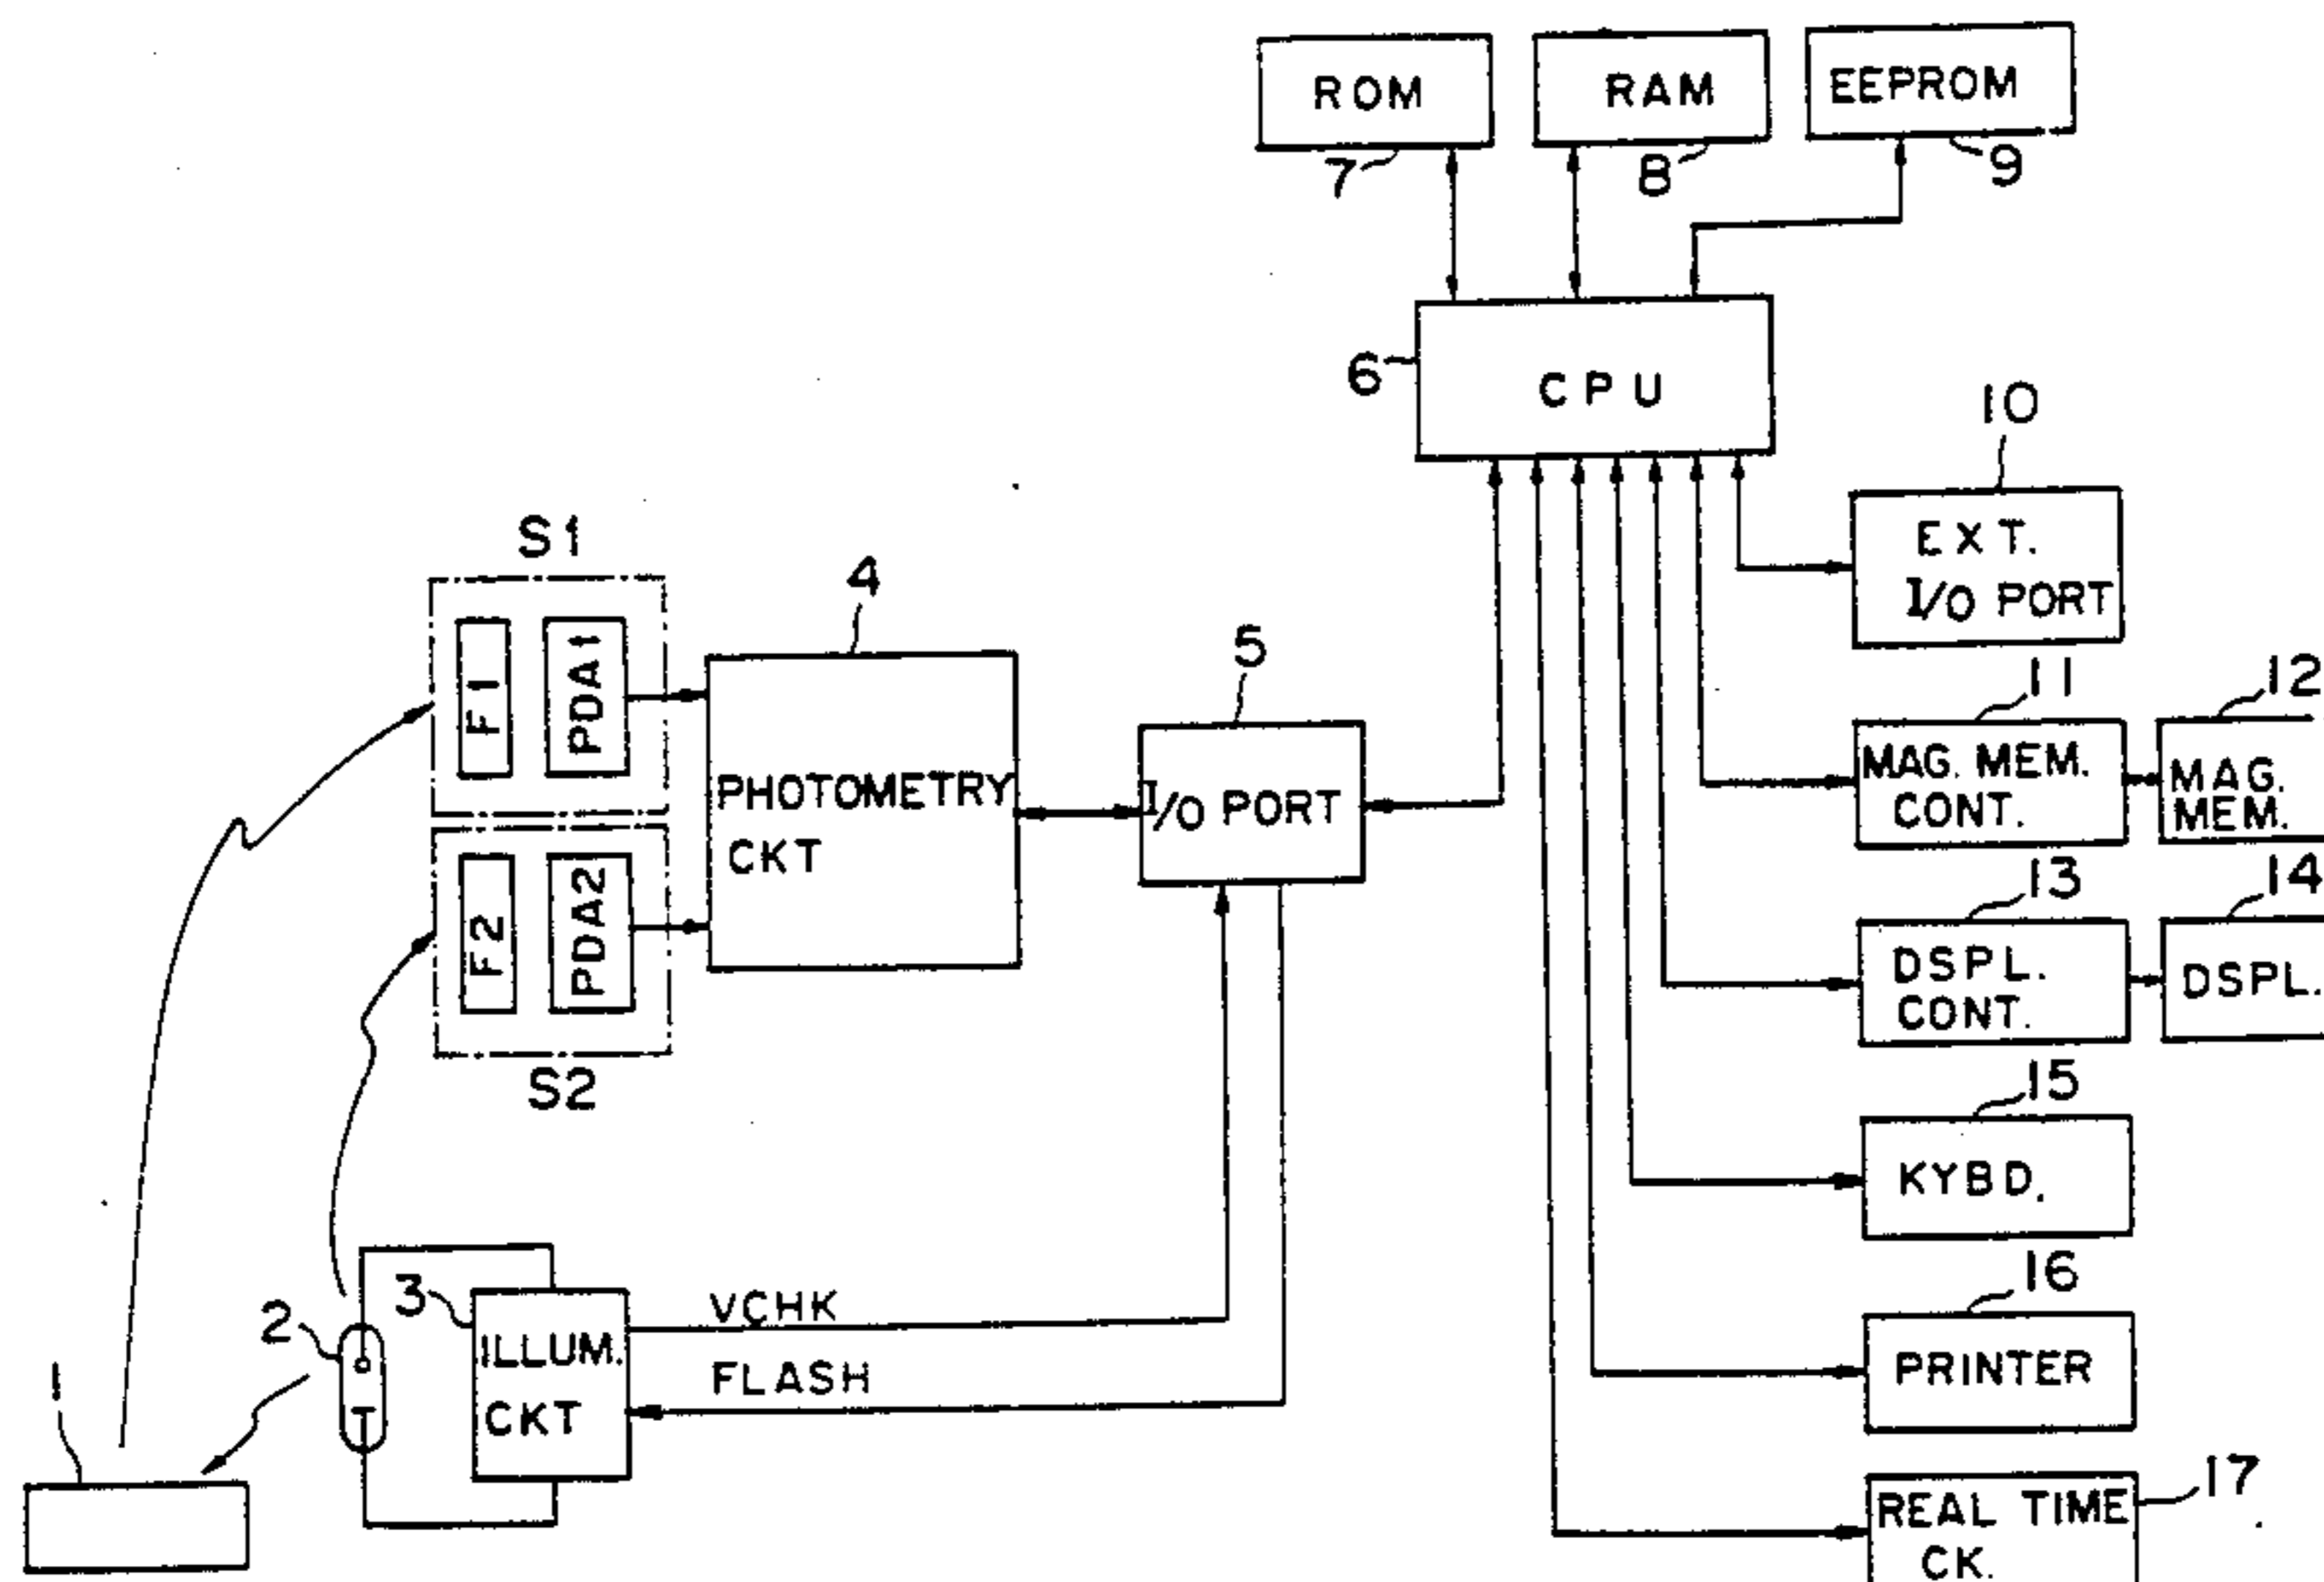 ROM
RAM
EEPROM
7
8
9
6
CPU
10
EXT.
I/O PORT
S1
4
F1
PDA1
5
11
12
PHOTOMETRY
CKT
I/O PORT
MAG. MEM.
CONT.
MAG.
MEM.
13
14
F2
PDA2
DSPL.
CONT.
DSPL.
S2
15
KYBD.
2
3
VCHK
ILLUM.
CKT
FLASH
16
PRINTER
1
17
REAL TIME
CK.